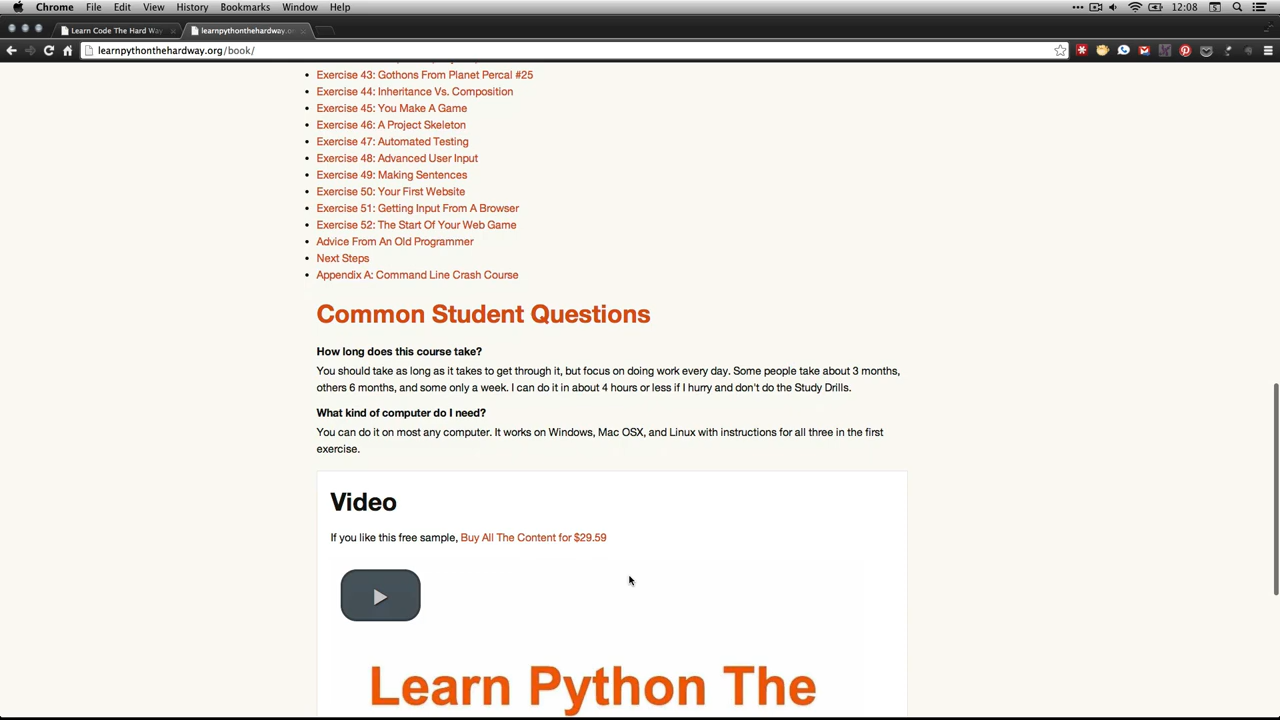 Chrome File Edit View History Bookmarks Window Help 12:08
Learn Code The Hard Way learnpythonthehardway.or
learnpythonthehardway.org/book/
Exercise 43: Gothons From Planet Percal #25
Exercise 44: Inheritance Vs. Composition
Exercise 45: You Make A Game
Exercise 46: A Project Skeleton
Exercise 47: Automated Testing
Exercise 48: Advanced User Input
Exercise 49: Making Sentences
Exercise 50: Your First Website
Exercise 51: Getting Input From A Browser
Exercise 52: The Start Of Your Web Game
Advice From An Old Programmer
Next Steps
Appendix A: Command Line Crash Course
Common Student Questions
How long does this course take?
You should take as long as it takes to get through it, but focus on doing work every day. Some people take about 3 months,
others 6 months, and some only a week. I can do it in about 4 hours or less if I hurry and don't do the Study Drills.
What kind of computer do I need?
You can do it on most any computer. It works on Windows, Mac OSX, and Linux with instructions for all three in the first
exercise.
Video
If you like this free sample, Buy All The Content for $29.59
Learn Python The